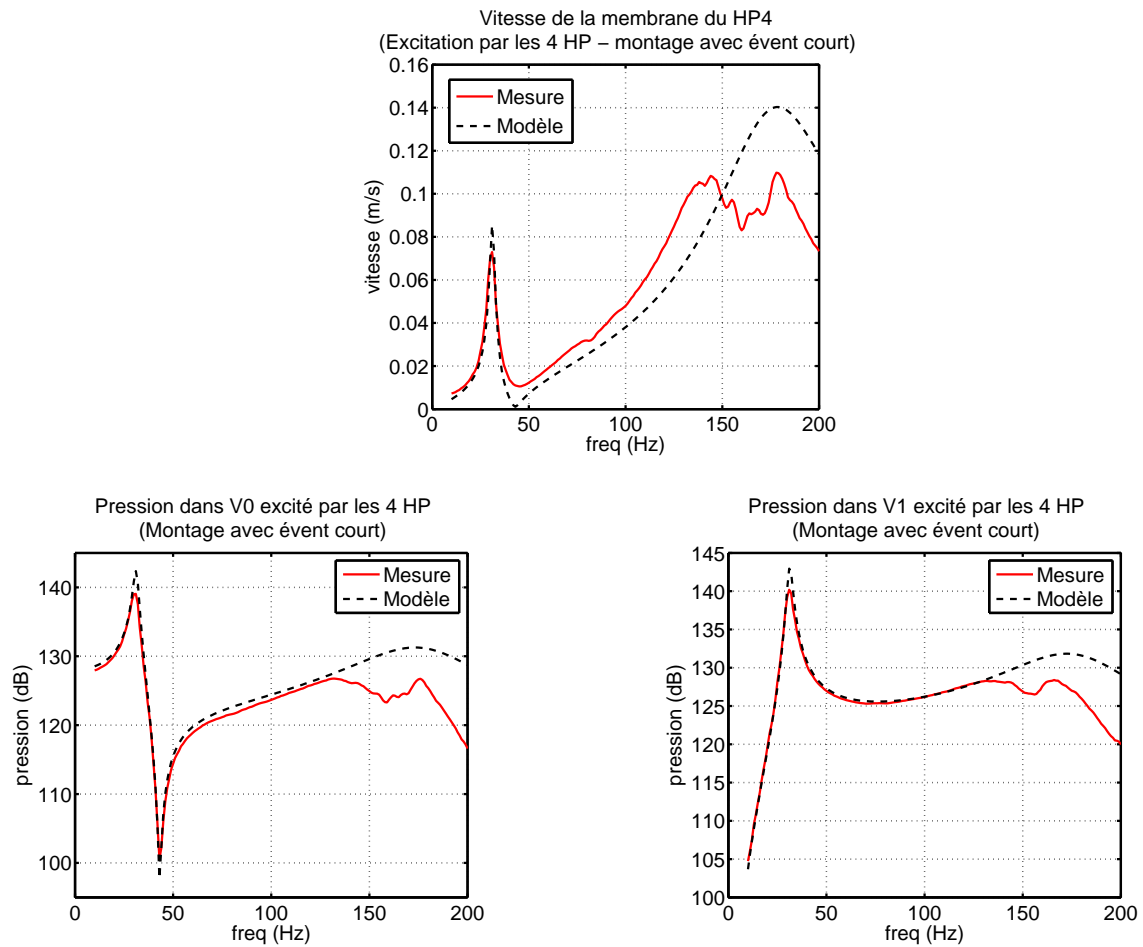 Vitesse de la membrane du HP4
(Excitation par les 4 HP − montage avec évent court)
0.16
0.14
0.12
0.1
0.08
0.06
0.04
0.02
0
vitesse (m/s)
Mesure
Modèle
0 50 100 150 200
freq (Hz)
Pression dans V0 excité par les 4 HP
(Montage avec évent court)
140
130
120
110
100
pression (dB)
Mesure
Modèle
0 50 100 150 200
freq (Hz)
Pression dans V1 excité par les 4 HP
(Montage avec évent court)
145
140
135
130
125
120
115
110
105
100
pression (dB)
Mesure
Modèle
0 50 100 150 200
freq (Hz)